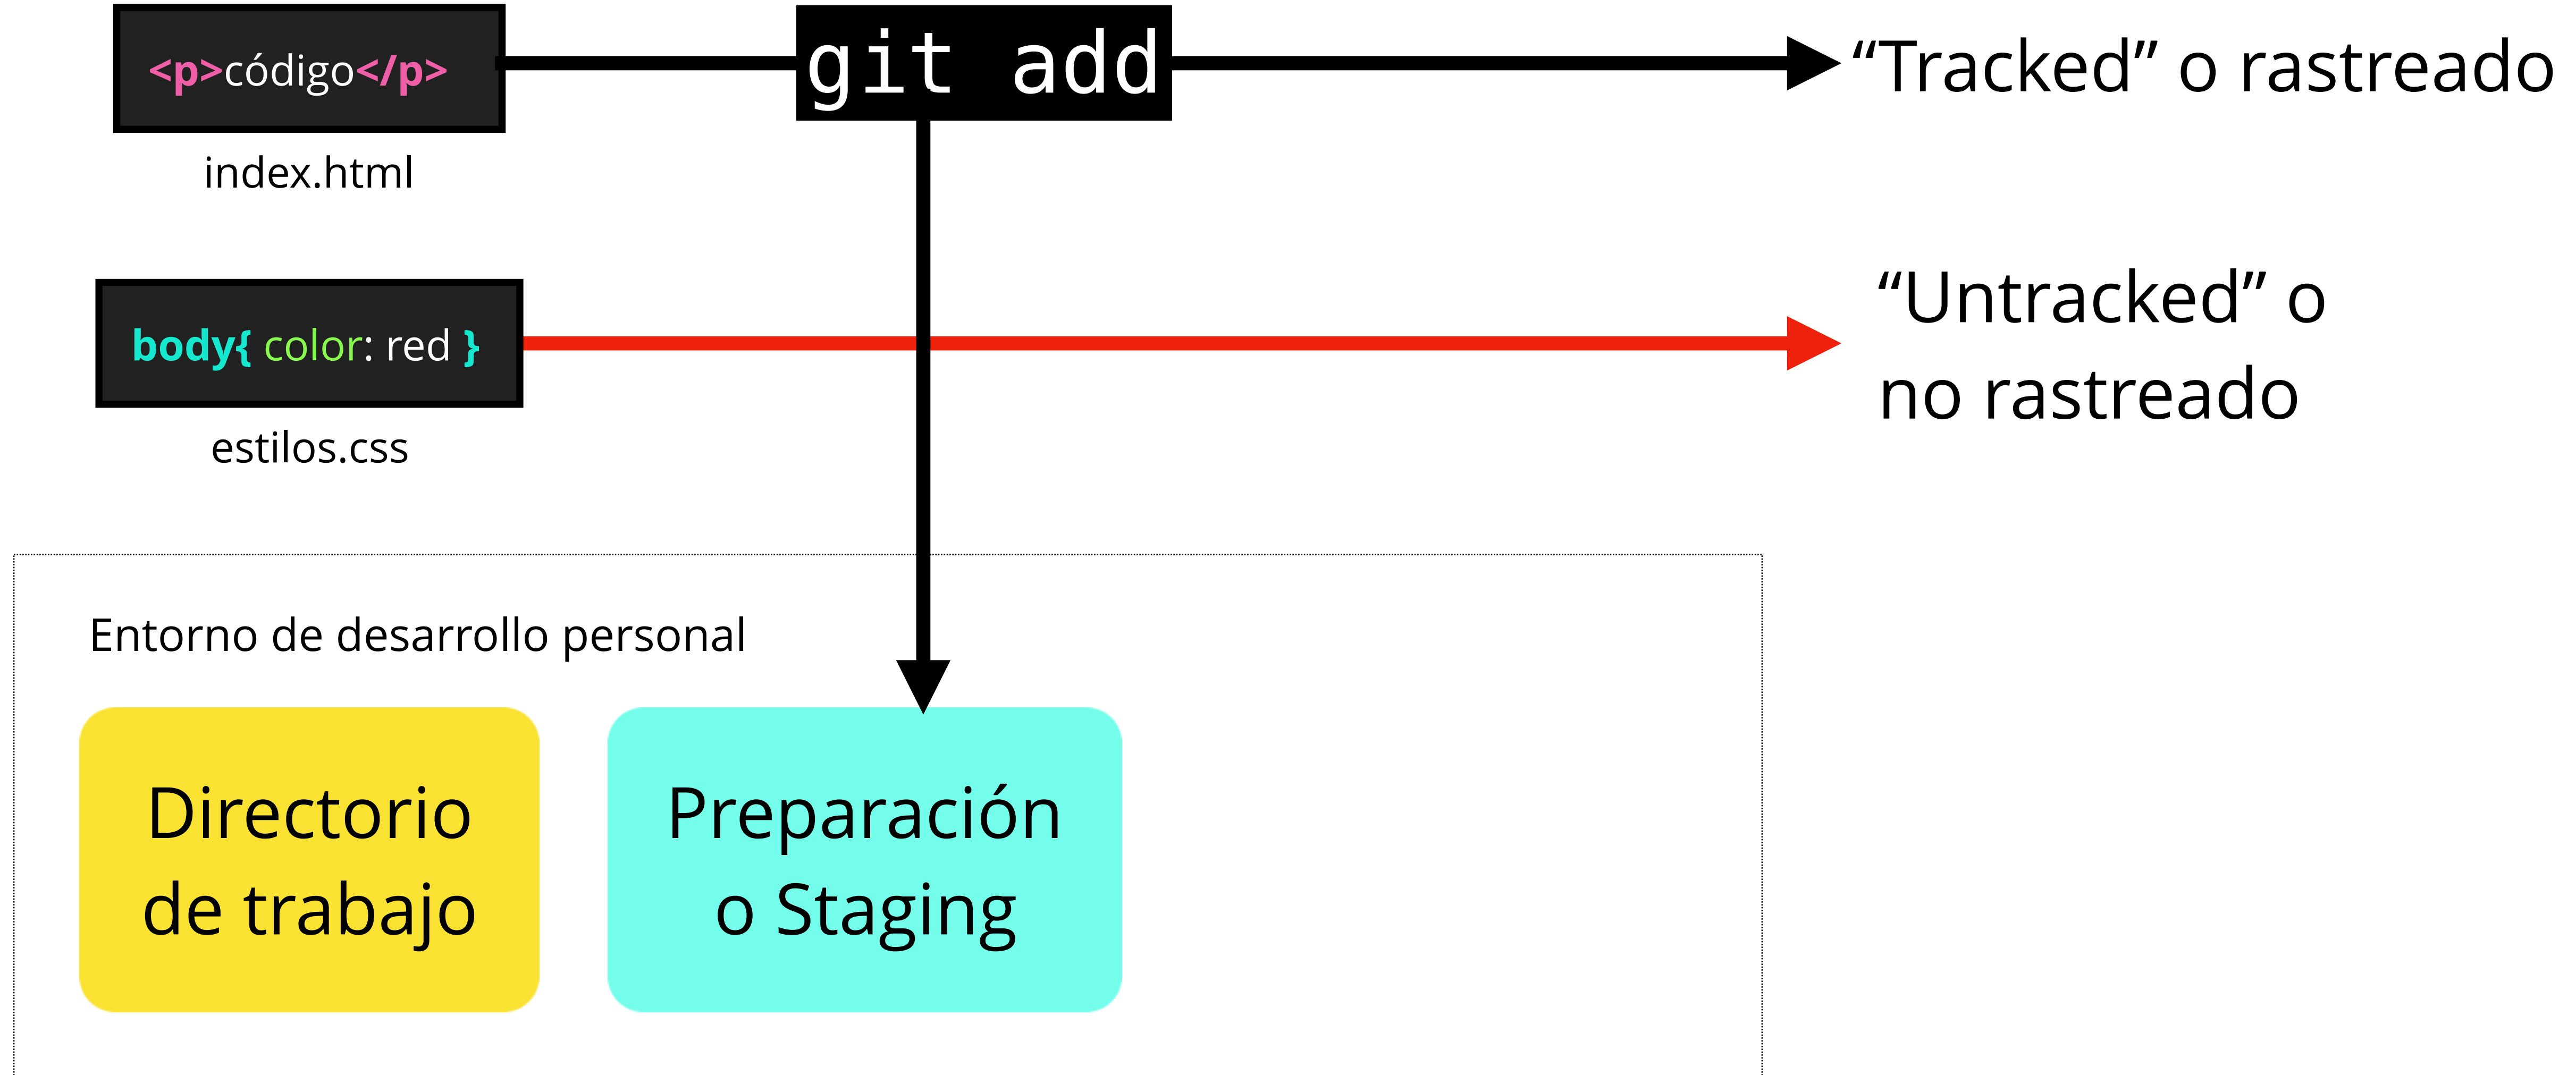 <p>código</p>
git add
“Tracked” o rastreado
index.html
body{ color: red }
“Untracked” o
no rastreado
estilos.css
Entorno de desarrollo personal
Directorio
de trabajo
Preparación
o Staging